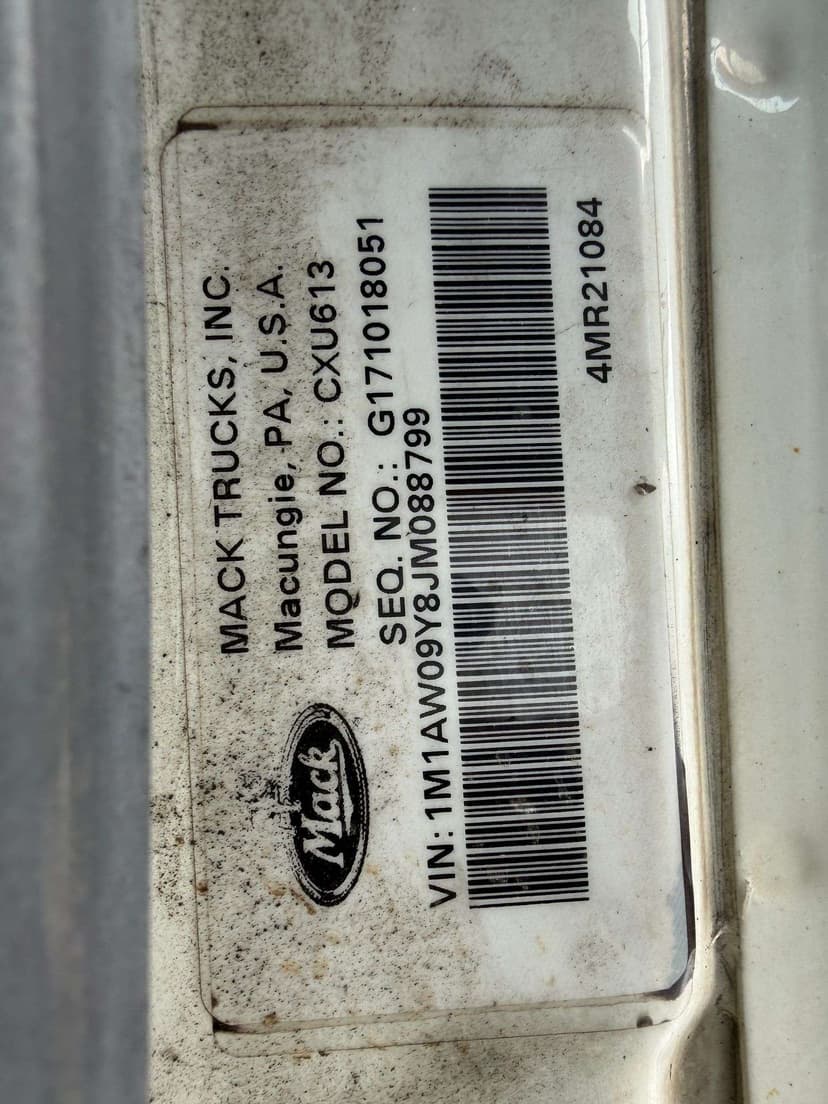 MACK TRUCKS, INC.
Macungie, PA, U.S.A.
MODEL NO.: CXU613
SEQ. NO.: G171018051
Mack
VIN: 1M1AW09Y8JM088799
4MR21084